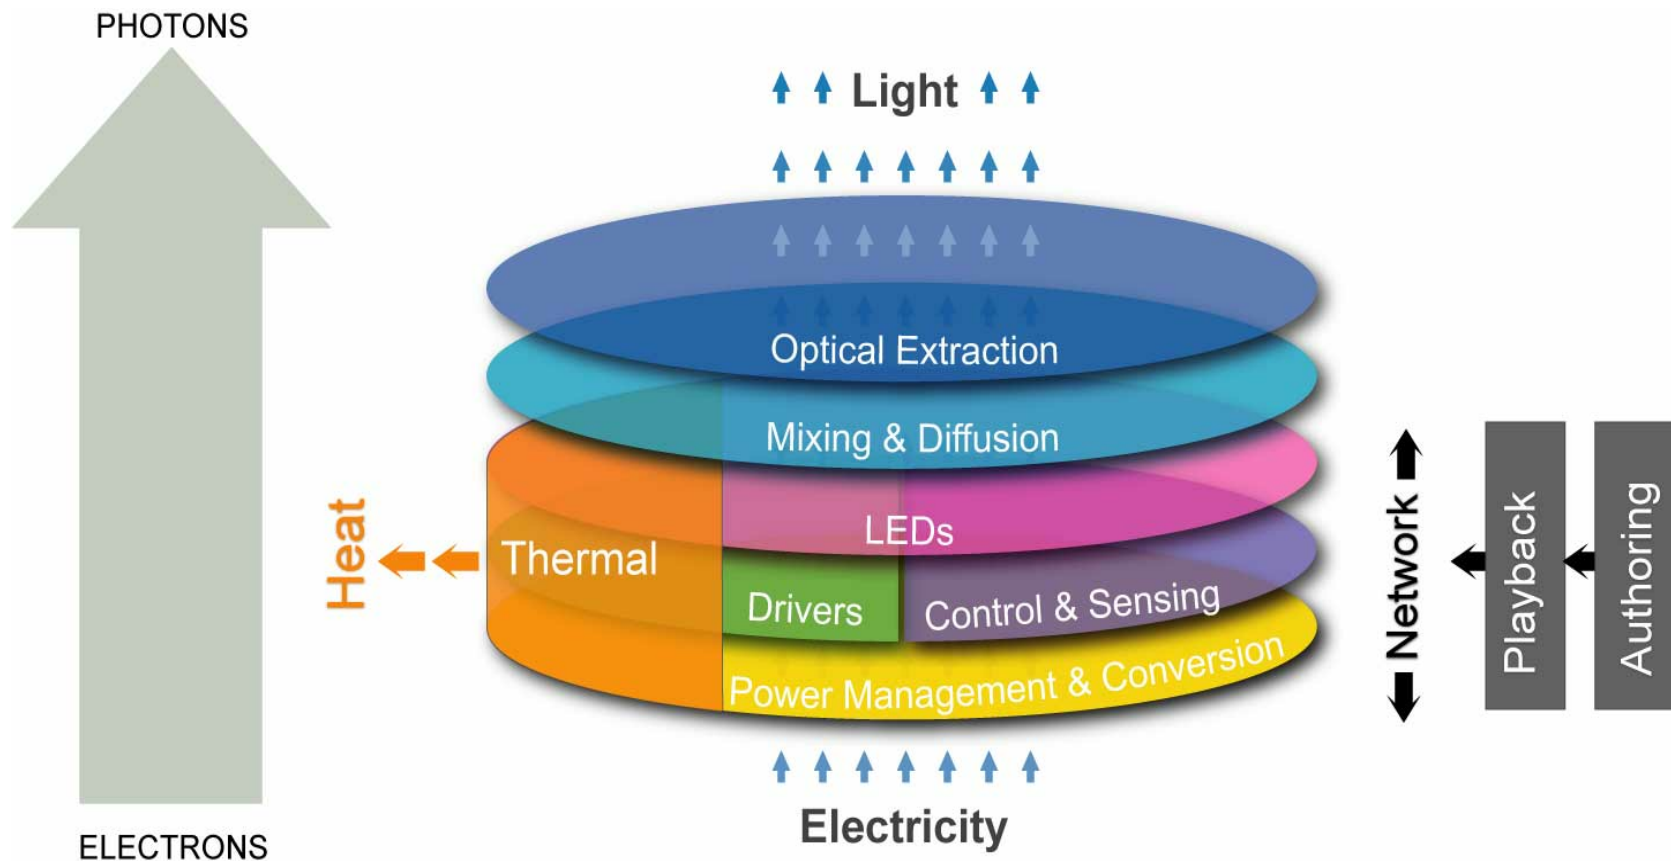 PHOTONS
Light
Optical Extraction
Mixing & Diffusion
LEDs
Thermal
Heat
Drivers
Control & Sensing
Power Management & Conversion
Network
Playback
Authoring
Electricity
ELECTRONS